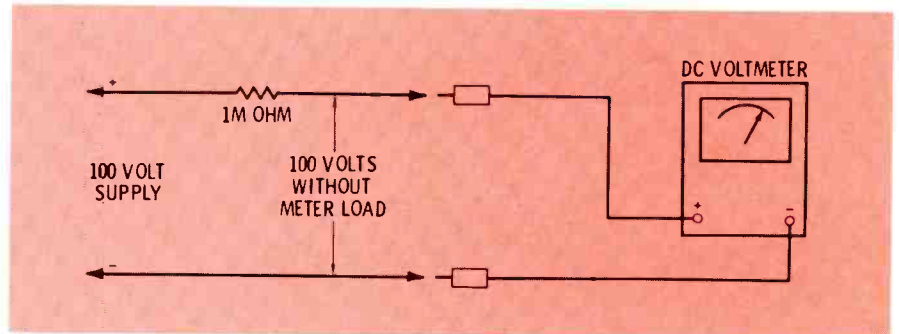 +
1M OHM
100 VOLT
SUPPLY
100 VOLTS
WITHOUT
METER LOAD
−
DC VOLTMETER
+ −